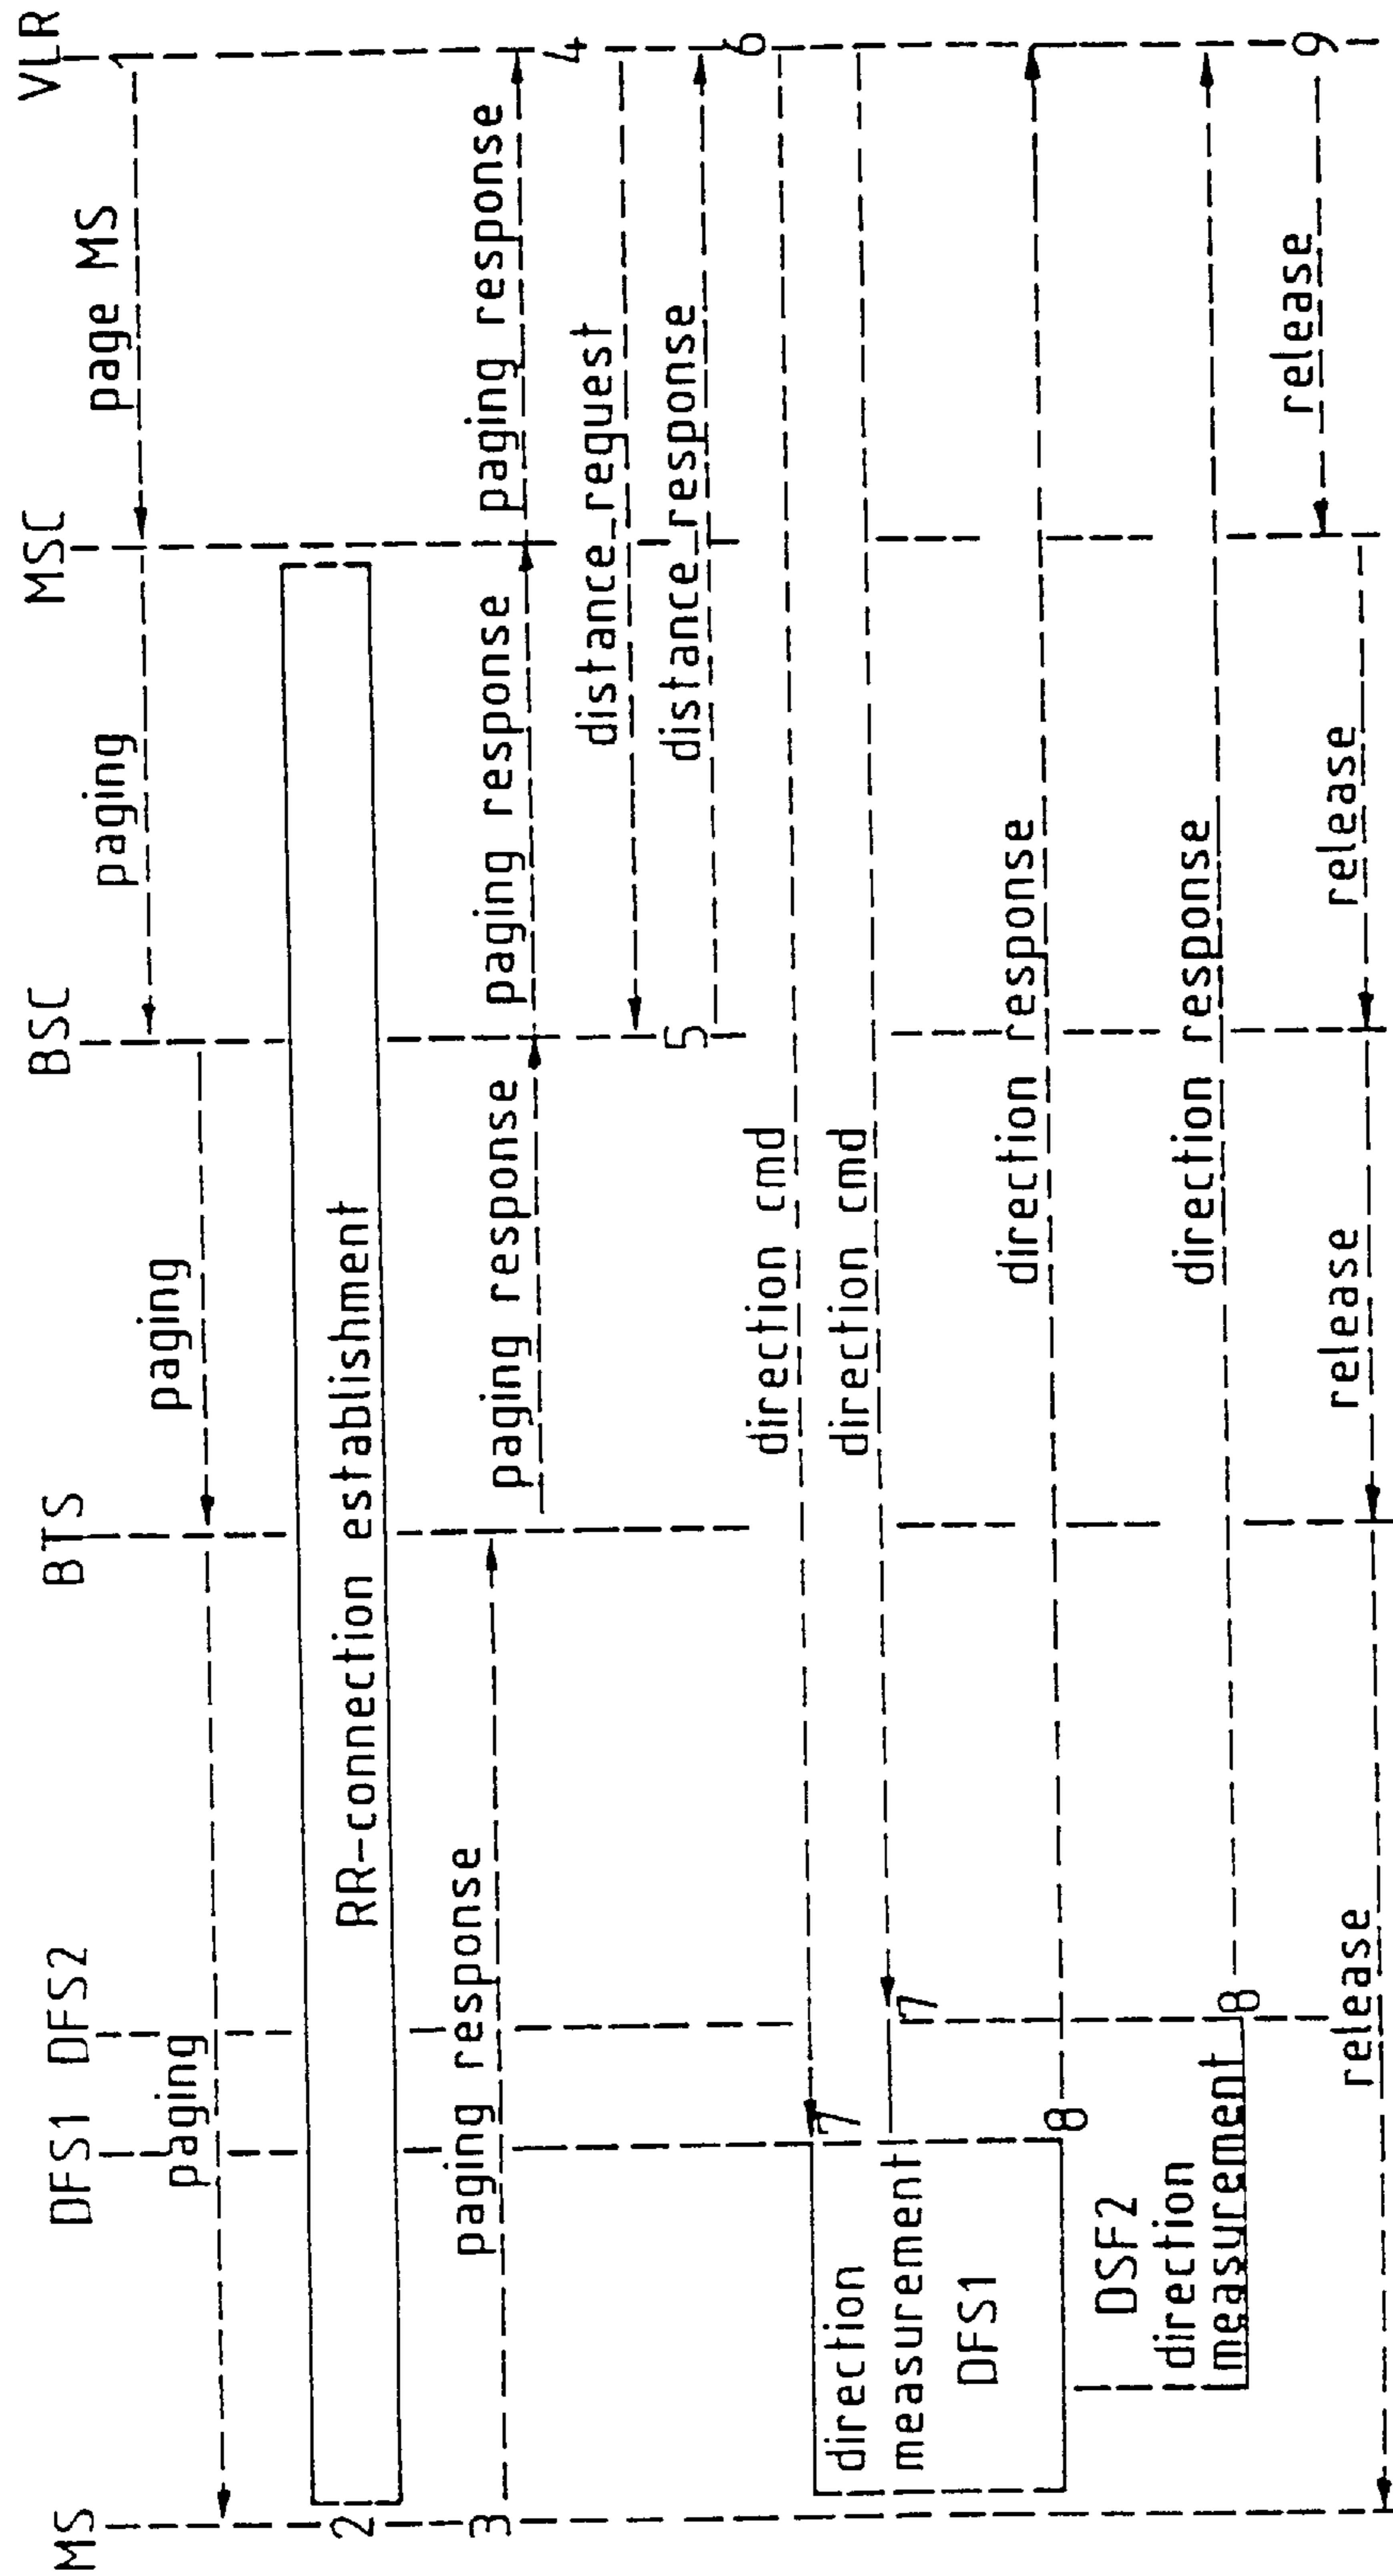 MS
DFS1
DFS2
BTS
BSC
MSC
VLR
1
page MS
paging
paging
paging
2
RR-connection establishment
3
paging response
paging response
paging response
paging response
4
distance_request
5
distance_response
6
direction cmd
7
direction cmd
7
direction
measurement
DFS1
8
direction response
DSF2
direction
measurement
8
direction response
9
release
release
release
release